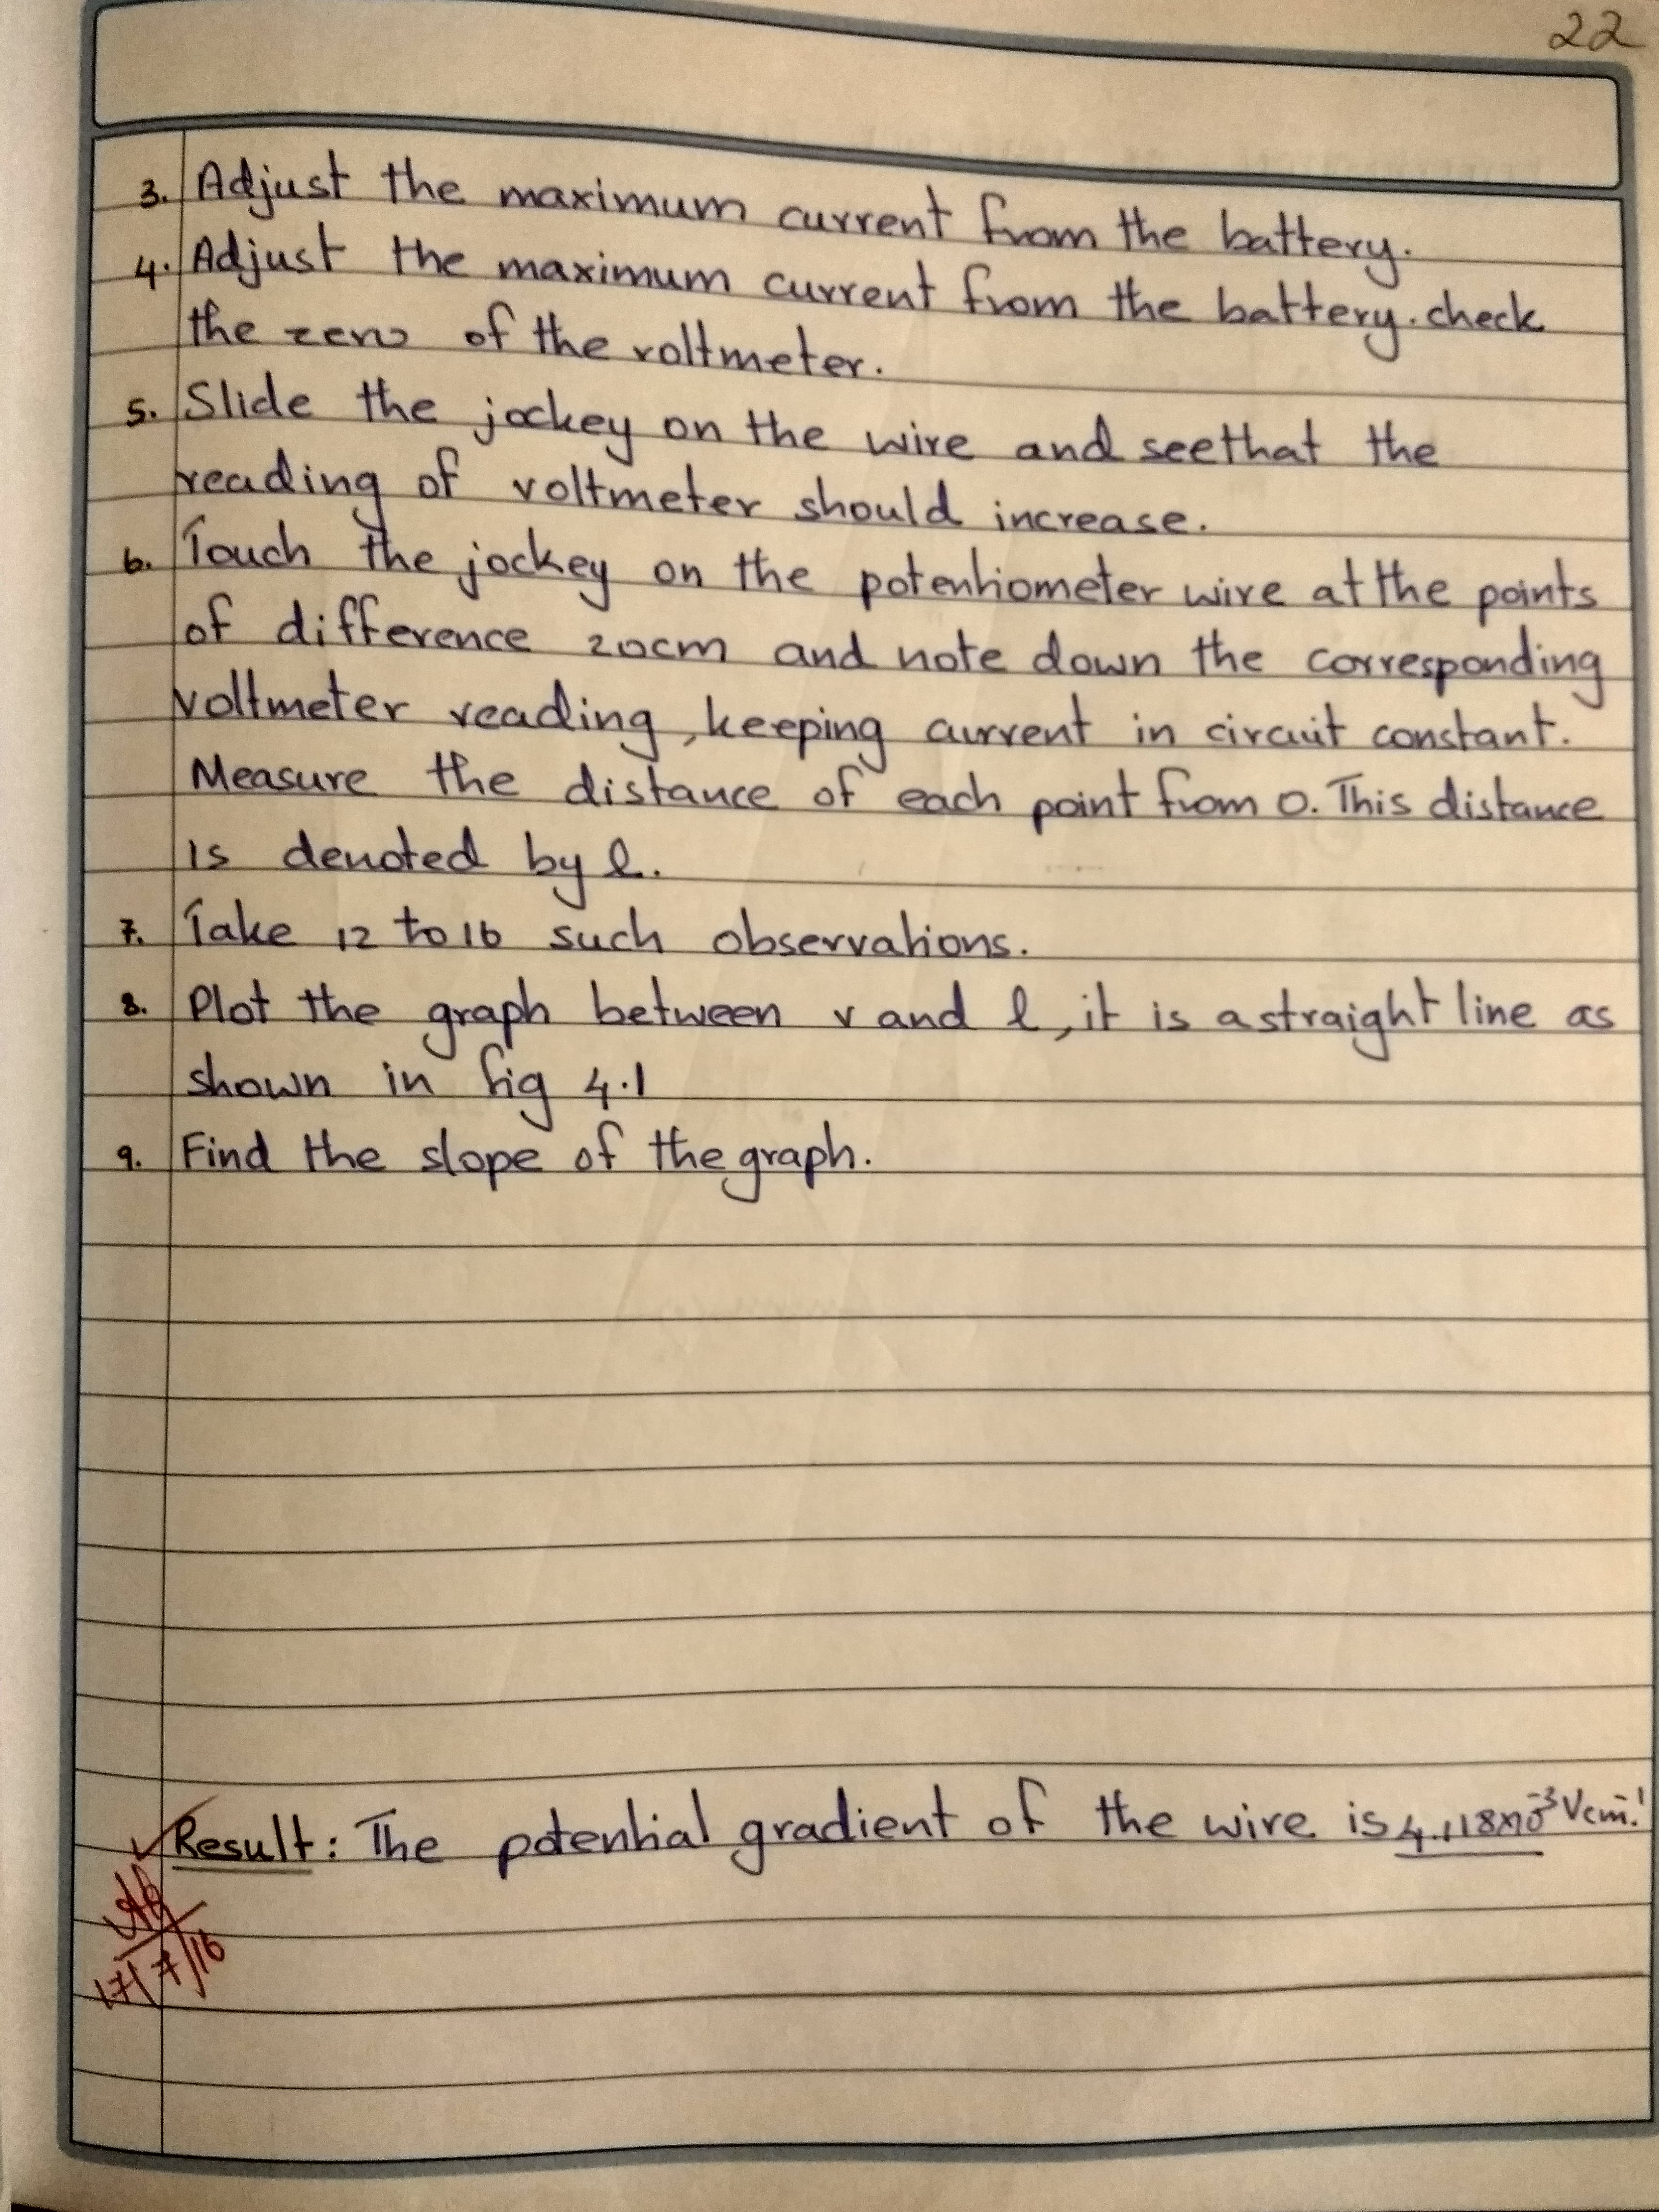 22
3. Adjust the maximum current from the battery.
4. Adjust the maximum current from the battery. check
the zero of the voltmeter.
5. Slide the jockey on the wire and seethat the
reading of voltmeter should increase.
6. Touch the jockey on the potentiometer wire at the points
of difference 20cm and note down the corresponding
voltmeter reading, keeping current in circuit constant.
Measure the distance of each point from 0. This distance
is denoted by l.
7. Take 12 to 16 such observations.
8. Plot the graph between v and l, it is a straight line as
shown in fig 4.1
9. Find the slope of the graph.
Result: The potential gradient of the wire is 4.118x10⁻³ Vcm⁻¹.
17/7/16